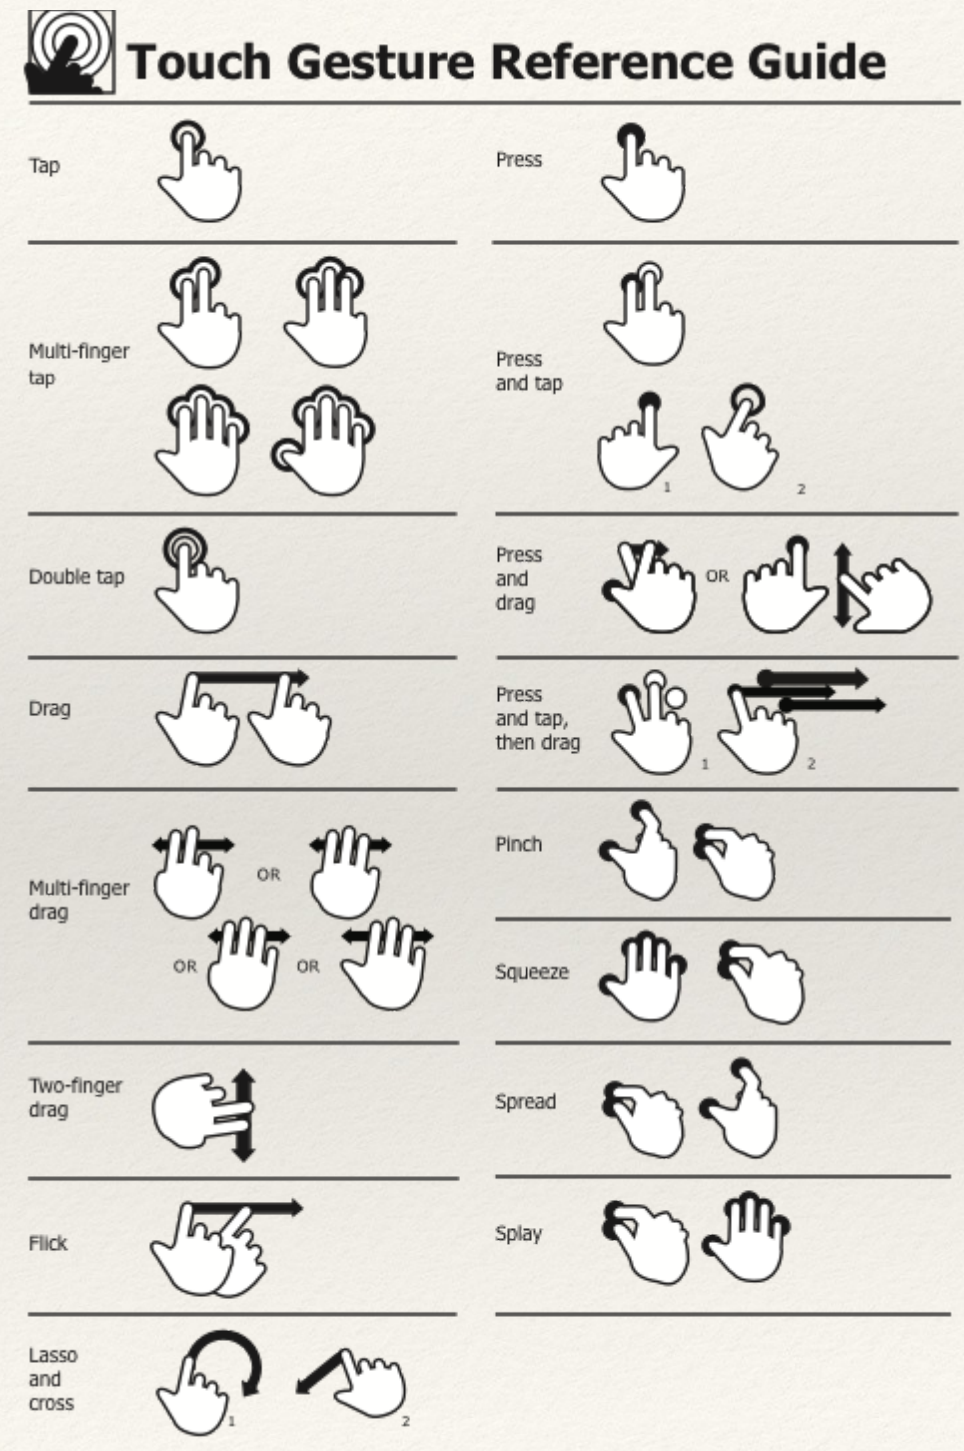 Touch Gesture Reference Guide
Tap
Press
Multi-finger
tap
Press
and tap
1
2
Double tap
Press
and
drag
OR
Drag
Press
and tap,
then drag
1
2
Multi-finger
drag
OR
OR
OR
Pinch
Squeeze
Two-finger
drag
Spread
Flick
Splay
Lasso
and
cross
1
2